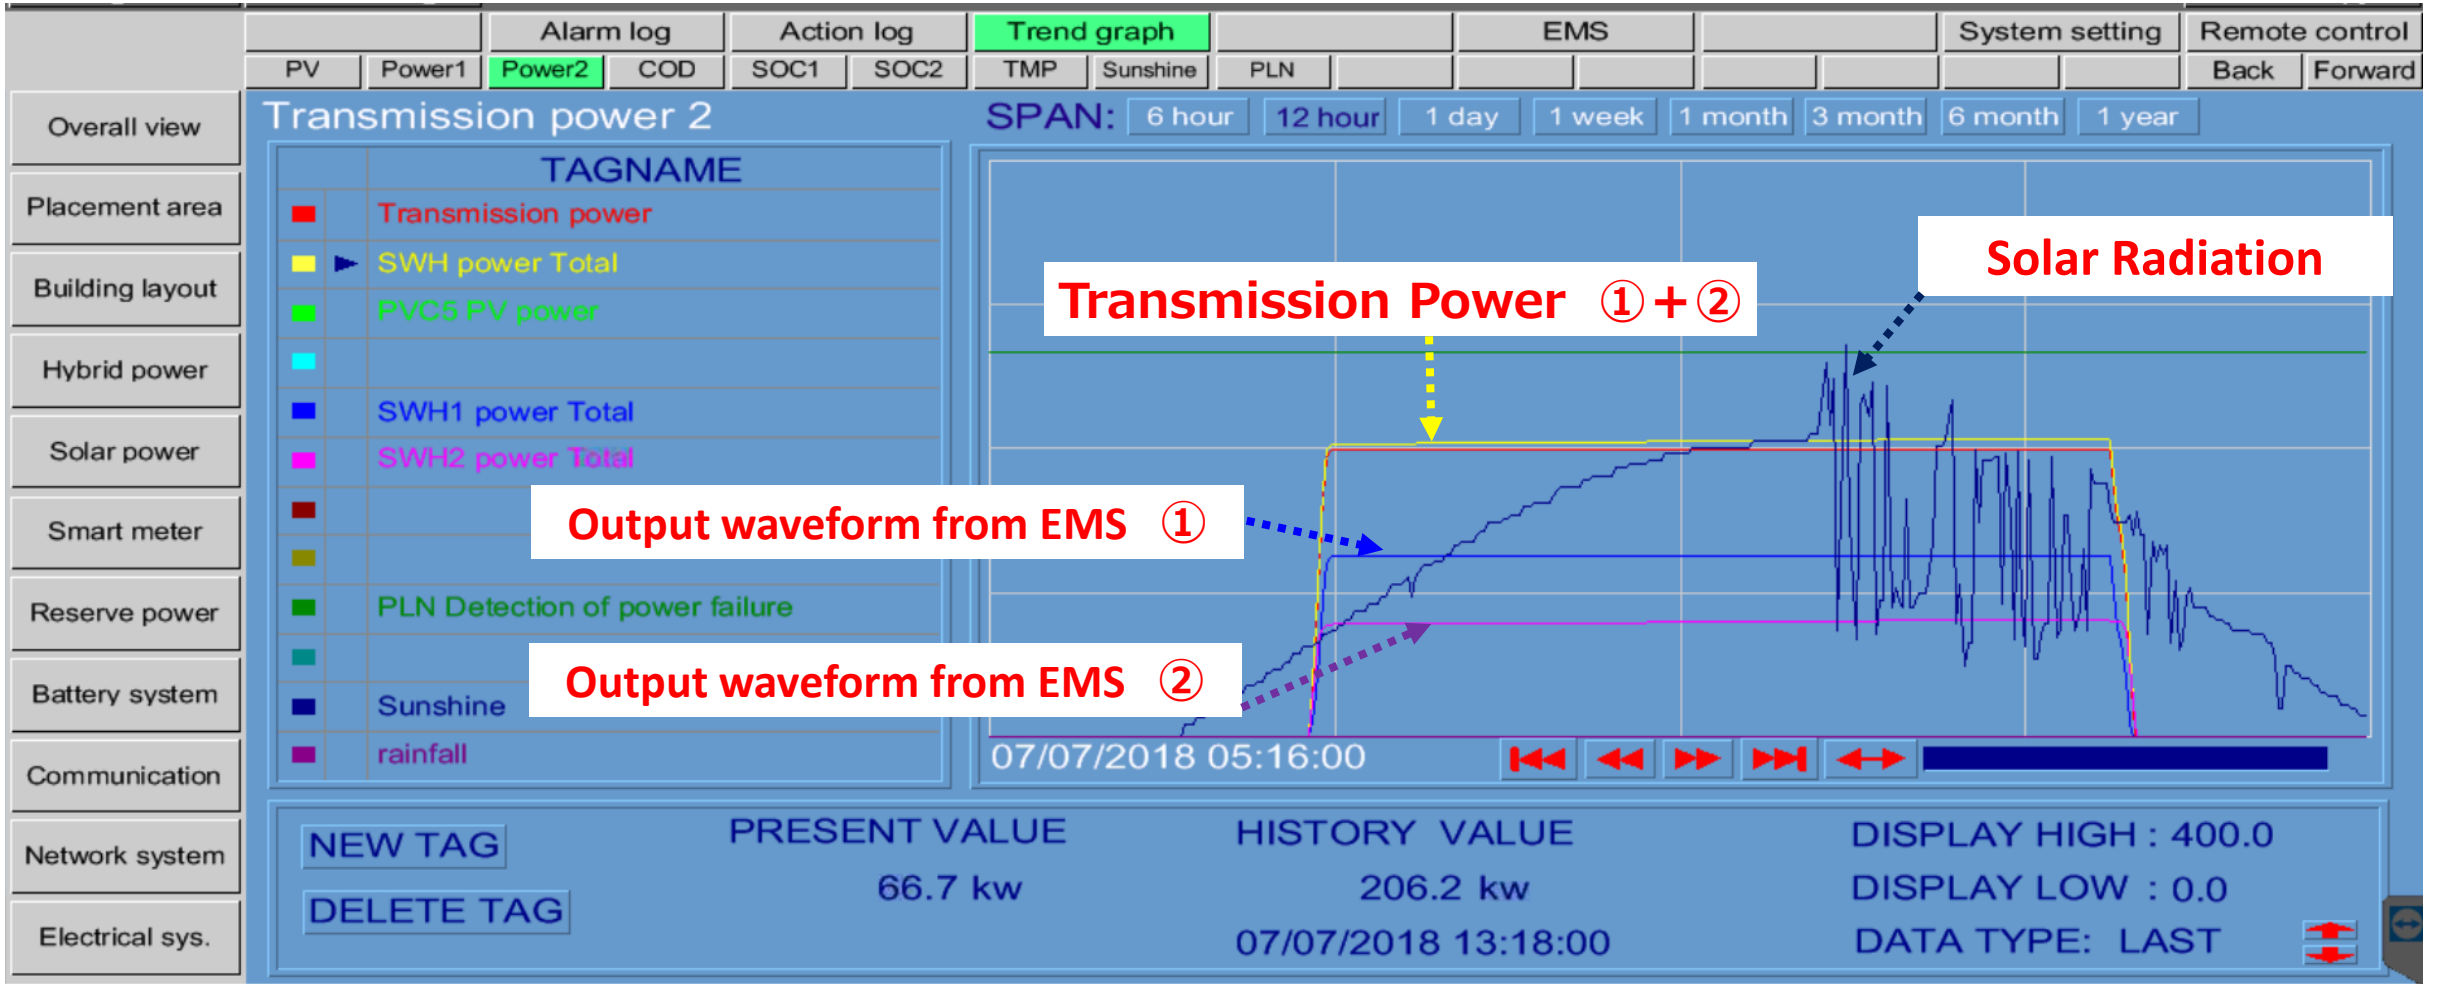 Alarm log Action log Trend graph EMS System setting Remote control
PV Power1 Power2 COD SOC1 SOC2 TMP Sunshine PLN Back Forward
Overall view
Placement area
Building layout
Hybrid power
Solar power
Smart meter
Reserve power
Battery system
Communication
Network system
Electrical sys.
Transmission power 2
SPAN: 6 hour 12 hour 1 day 1 week 1 month 3 month 6 month 1 year
TAGNAME
Transmission power
SWH power Total
PVC5 PV power
SWH1 power Total
SWH2 power Total
PLN Detection of power failure
Sunshine
rainfall
Transmission Power ①+②
Solar Radiation
Output waveform from EMS ①
Output waveform from EMS ②
07/07/2018 05:16:00
NEW TAG
DELETE TAG
PRESENT VALUE
66.7 kw
HISTORY VALUE
206.2 kw
07/07/2018 13:18:00
DISPLAY HIGH : 400.0
DISPLAY LOW : 0.0
DATA TYPE: LAST